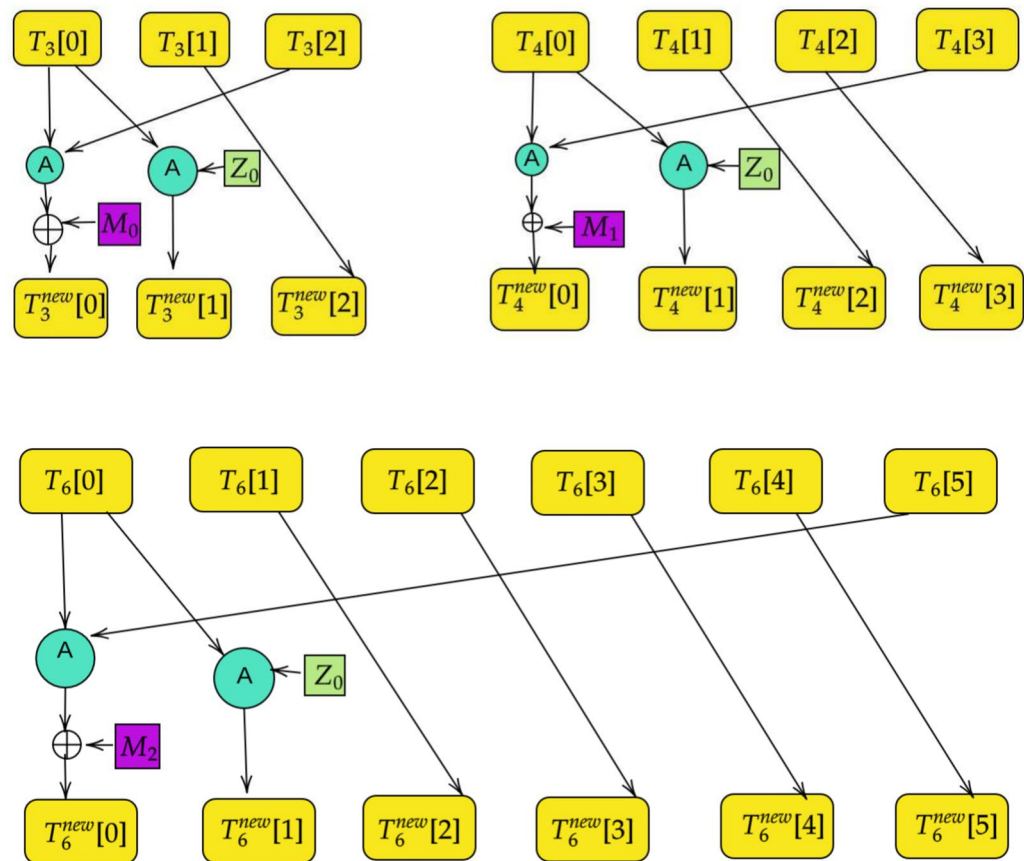 T₃[0] T₃[1] T₃[2] T₄[0] T₄[1] T₄[2] T₄[3]
A A Z₀ A A Z₀
M₀ M₁
T₃ⁿᵉʷ[0] T₃ⁿᵉʷ[1] T₃ⁿᵉʷ[2] T₄ⁿᵉʷ[0] T₄ⁿᵉʷ[1] T₄ⁿᵉʷ[2] T₄ⁿᵉʷ[3]
T₆[0] T₆[1] T₆[2] T₆[3] T₆[4] T₆[5]
A A Z₀
M₂
T₆ⁿᵉʷ[0] T₆ⁿᵉʷ[1] T₆ⁿᵉʷ[2] T₆ⁿᵉʷ[3] T₆ⁿᵉʷ[4] T₆ⁿᵉʷ[5]